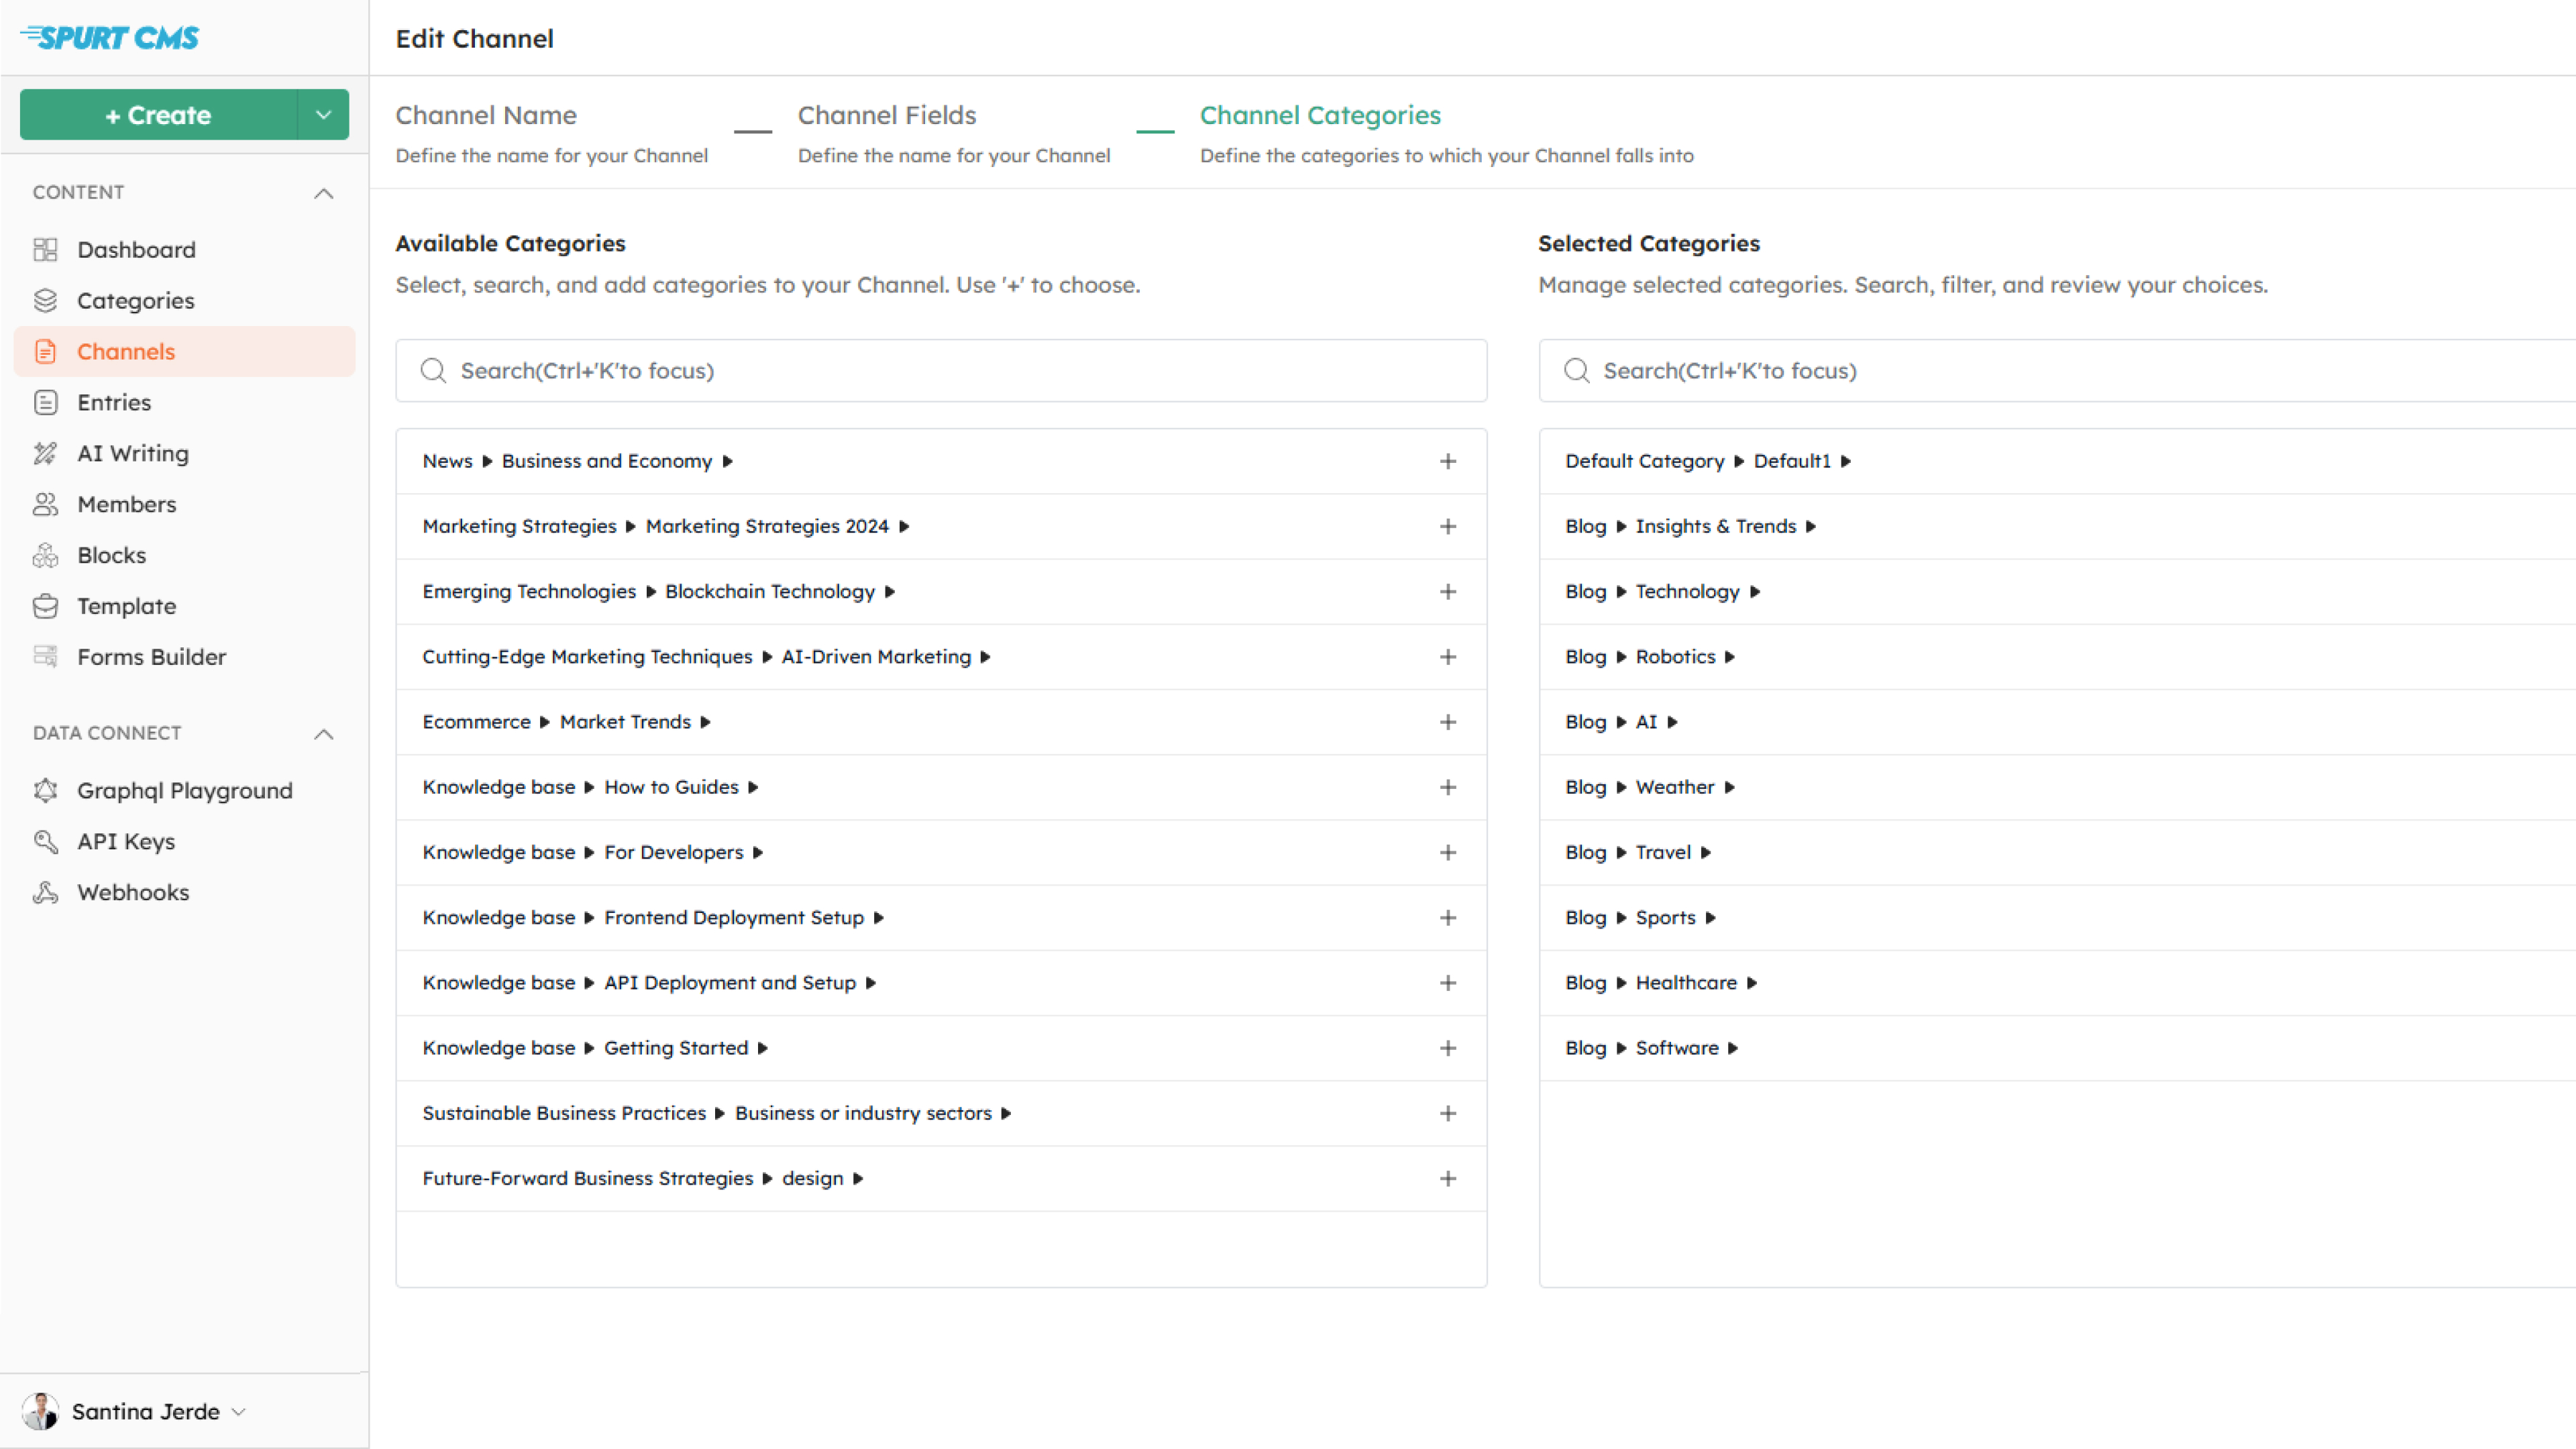 SPURT CMS
Edit Channel
+ Create
Channel Name
Define the name for your Channel
Channel Fields
Define the name for your Channel
Channel Categories
Define the categories to which your Channel falls into
CONTENT
Dashboard
Categories
Channels
Entries
AI Writing
Members
Blocks
Template
Forms Builder
DATA CONNECT
Graphql Playground
API Keys
Webhooks
Santina Jerde
Available Categories
Select, search, and add categories to your Channel. Use '+' to choose.
Search(Ctrl+'K'to focus)
News ▶ Business and Economy ▶ +
Marketing Strategies ▶ Marketing Strategies 2024 ▶ +
Emerging Technologies ▶ Blockchain Technology ▶ +
Cutting-Edge Marketing Techniques ▶ AI-Driven Marketing ▶ +
Ecommerce ▶ Market Trends ▶ +
Knowledge base ▶ How to Guides ▶ +
Knowledge base ▶ For Developers ▶ +
Knowledge base ▶ Frontend Deployment Setup ▶ +
Knowledge base ▶ API Deployment and Setup ▶ +
Knowledge base ▶ Getting Started ▶ +
Sustainable Business Practices ▶ Business or industry sectors ▶ +
Future-Forward Business Strategies ▶ design ▶ +
Selected Categories
Manage selected categories. Search, filter, and review your choices.
Search(Ctrl+'K'to focus)
Default Category ▶ Default1 ▶
Blog ▶ Insights & Trends ▶
Blog ▶ Technology ▶
Blog ▶ Robotics ▶
Blog ▶ AI ▶
Blog ▶ Weather ▶
Blog ▶ Travel ▶
Blog ▶ Sports ▶
Blog ▶ Healthcare ▶
Blog ▶ Software ▶